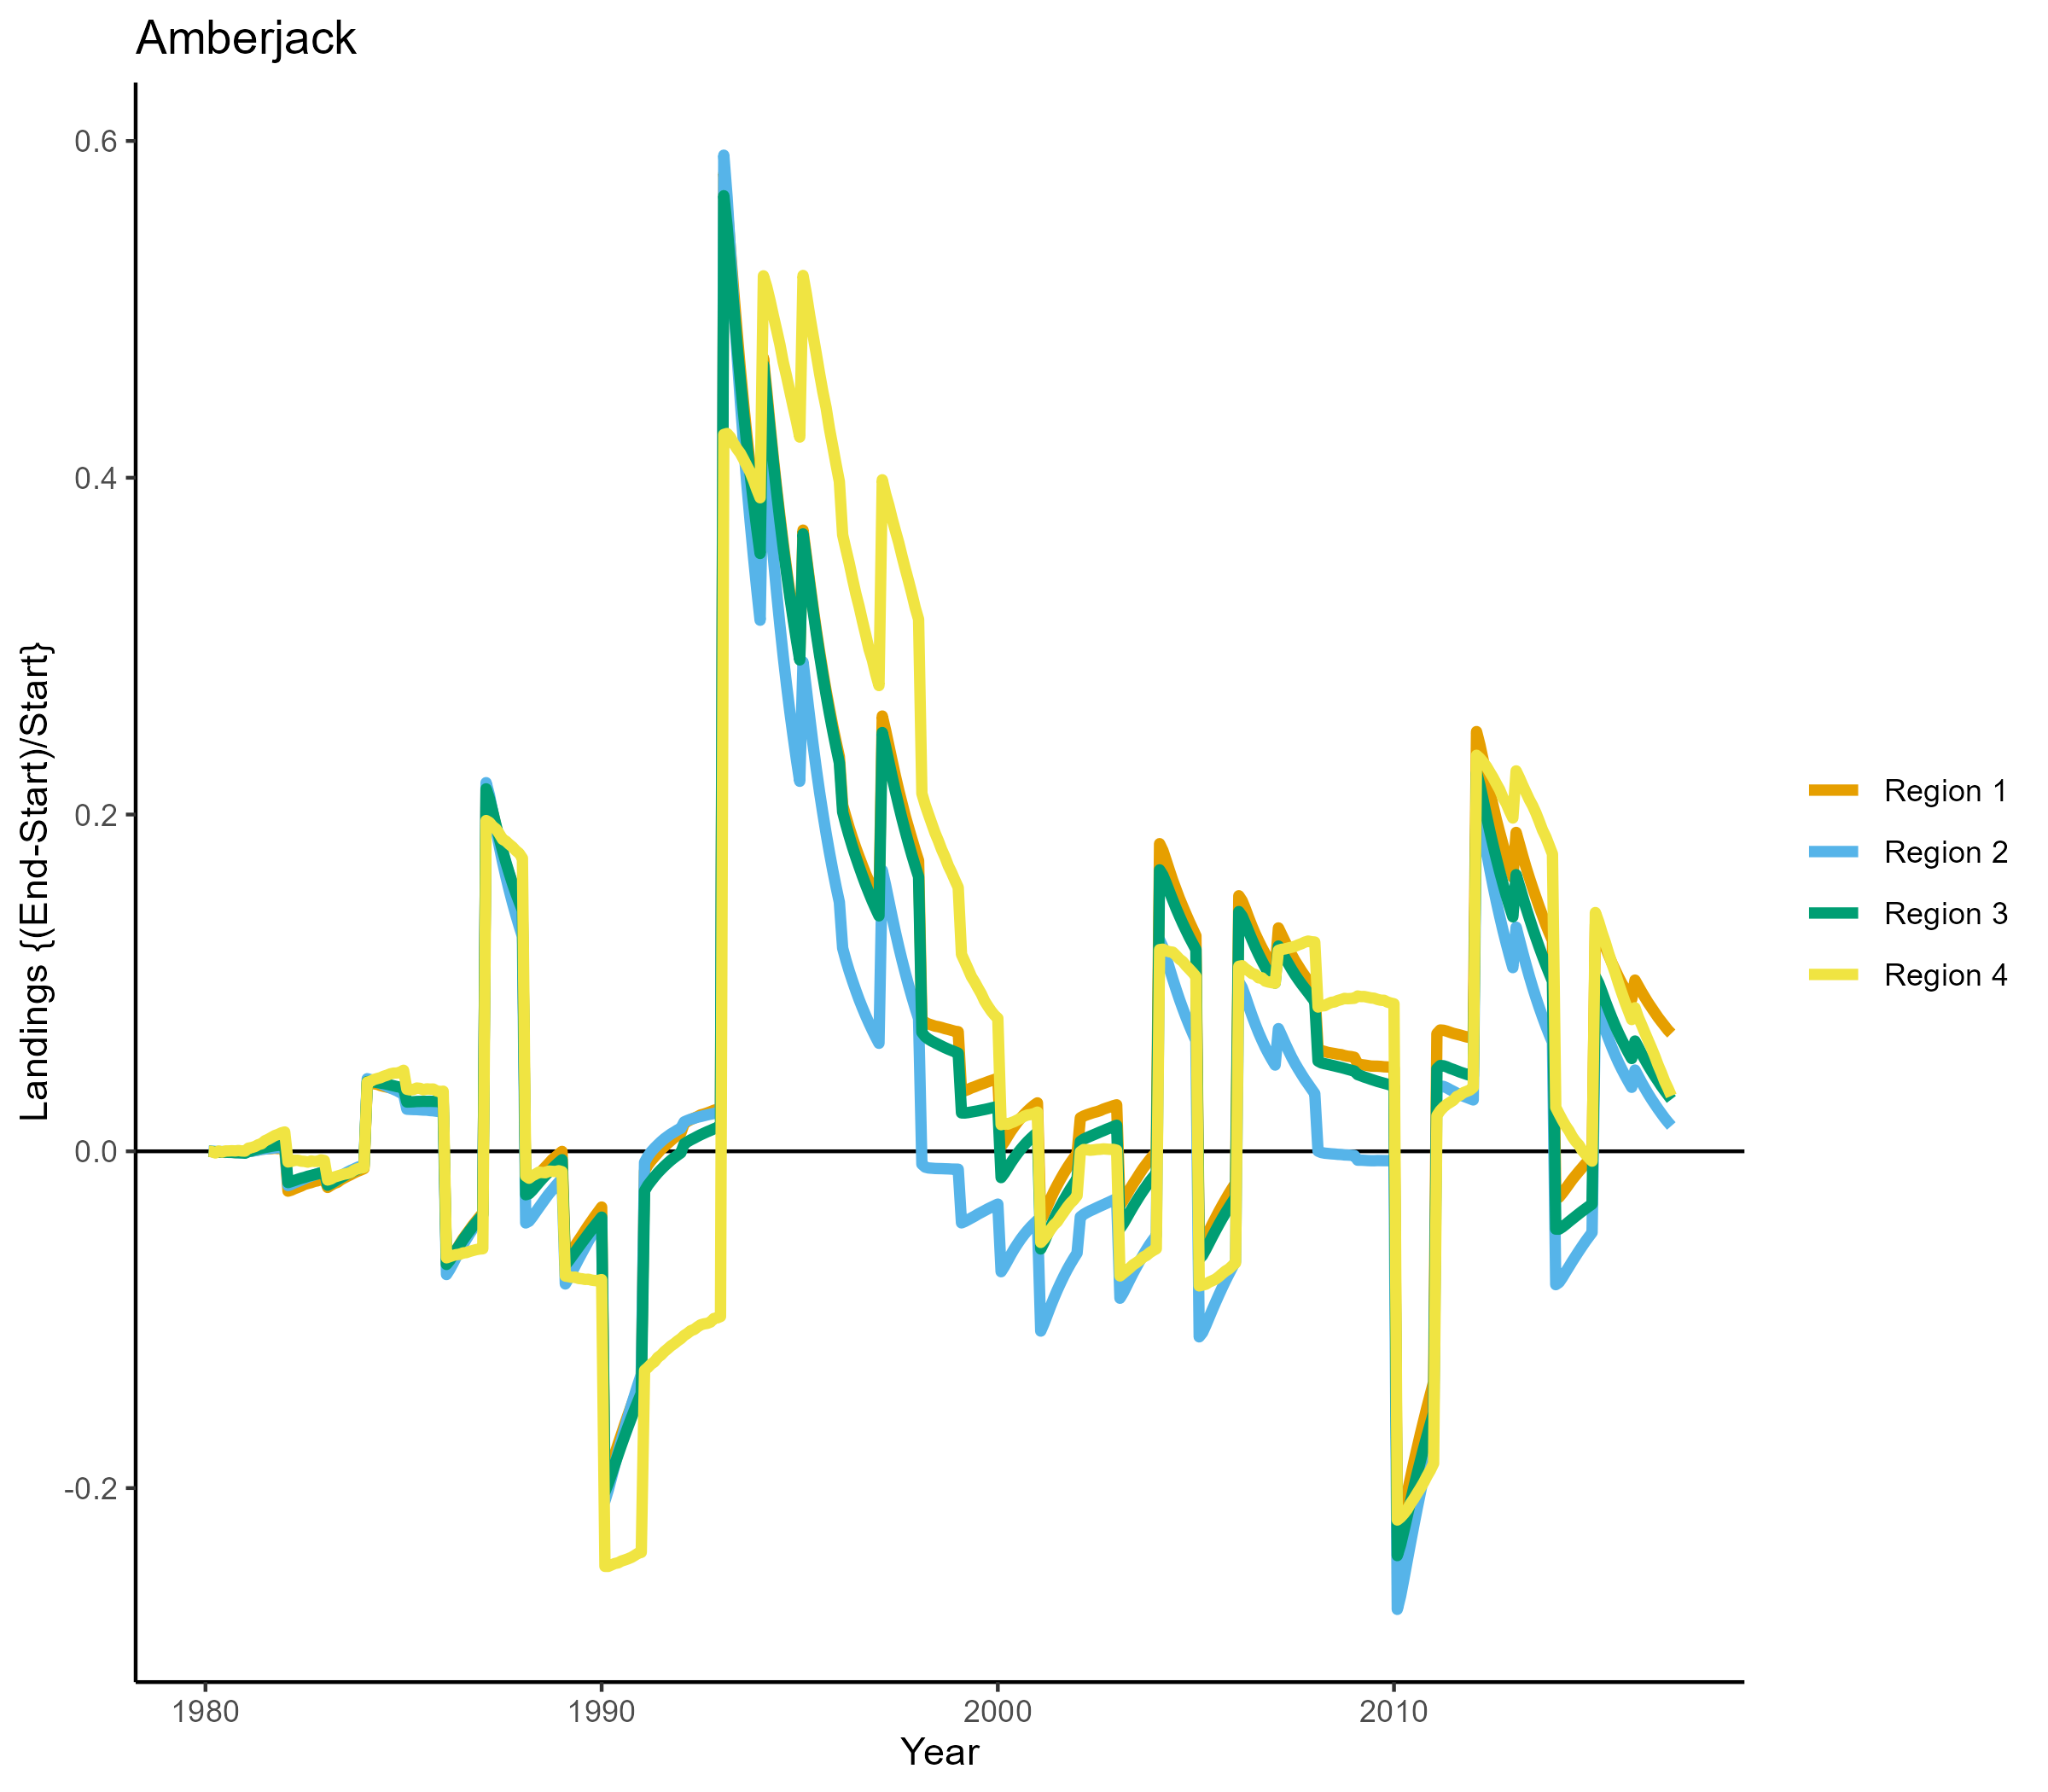 Amberjack
Landings {(End-Start)/Start}
0.6
0.4
0.2
0.0
-0.2
1980
1990
2000
2010
Year
Region 1
Region 2
Region 3
Region 4